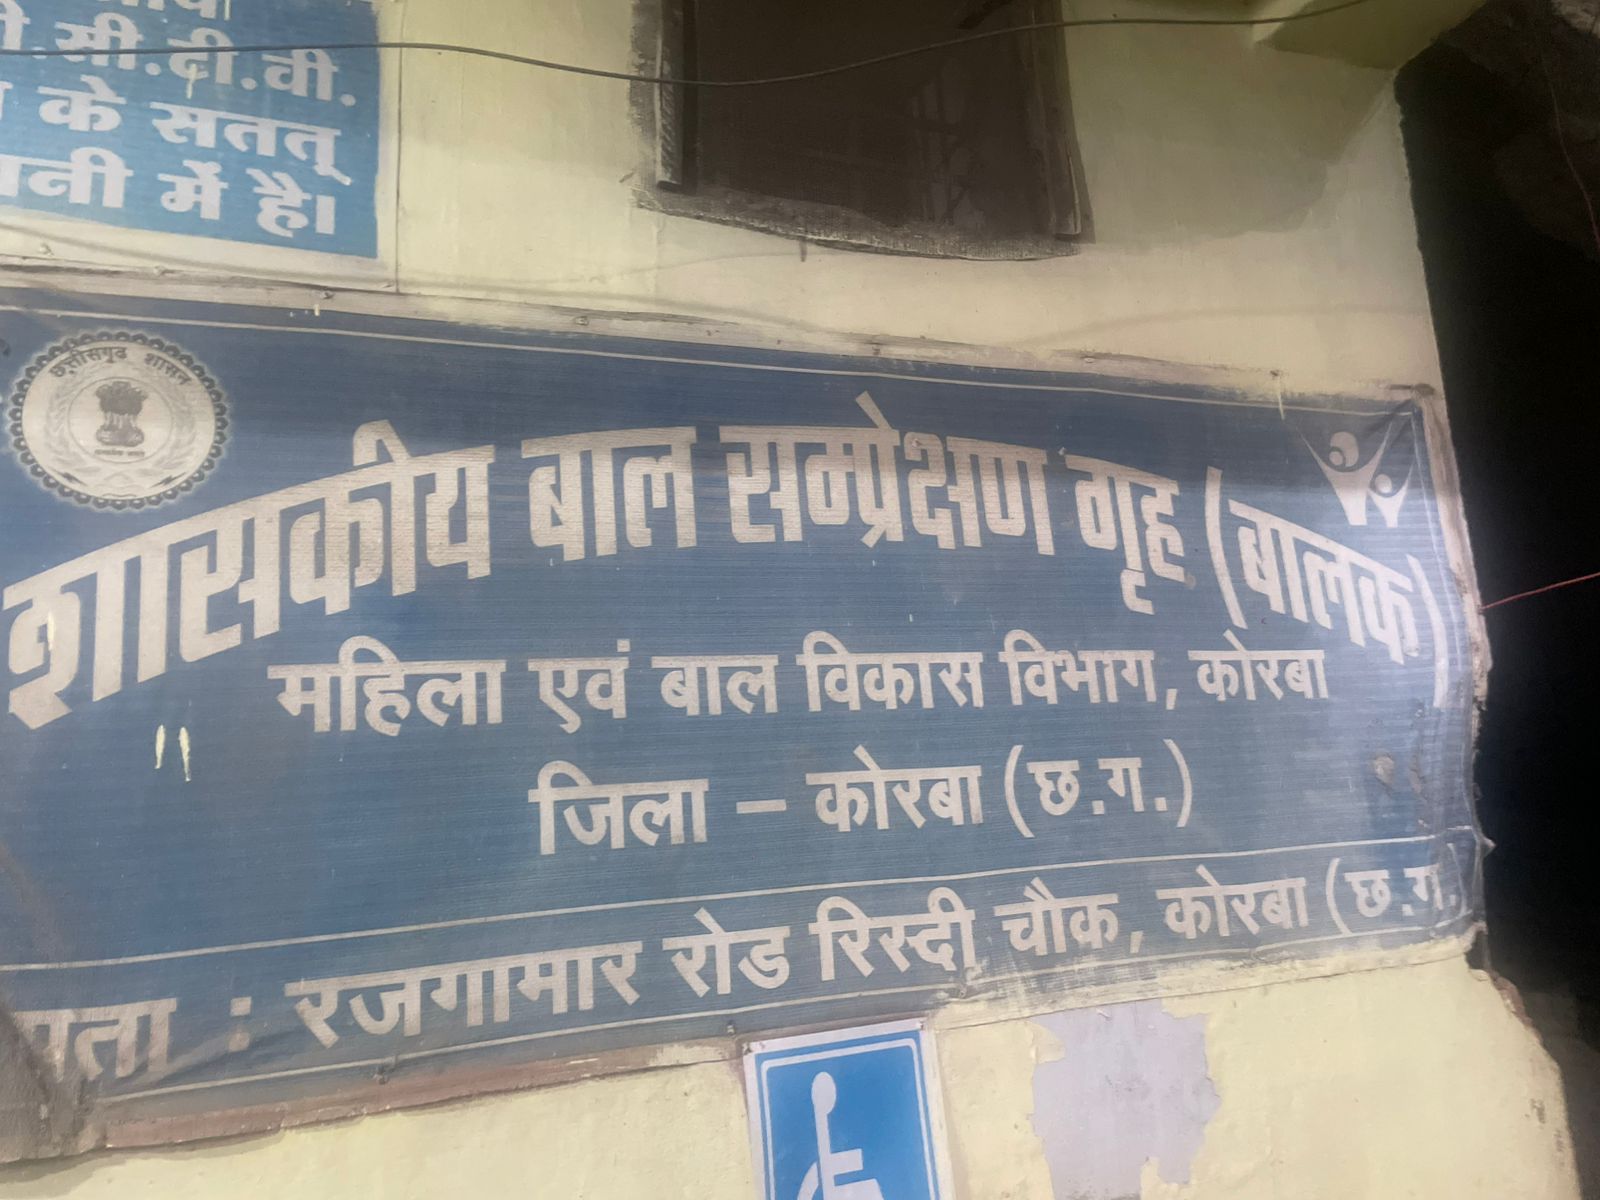 .सी.टी.वी.
के सतत्
में है।
छत्तीसगढ़ शासन
शासकीय बाल सम्प्रेक्षण गृह (बालक)
महिला एवं बाल विकास विभाग, कोरबा
जिला – कोरबा (छ.ग.)
पता : रजगामार रोड रिस्दी चौक, कोरबा (छ.ग.)